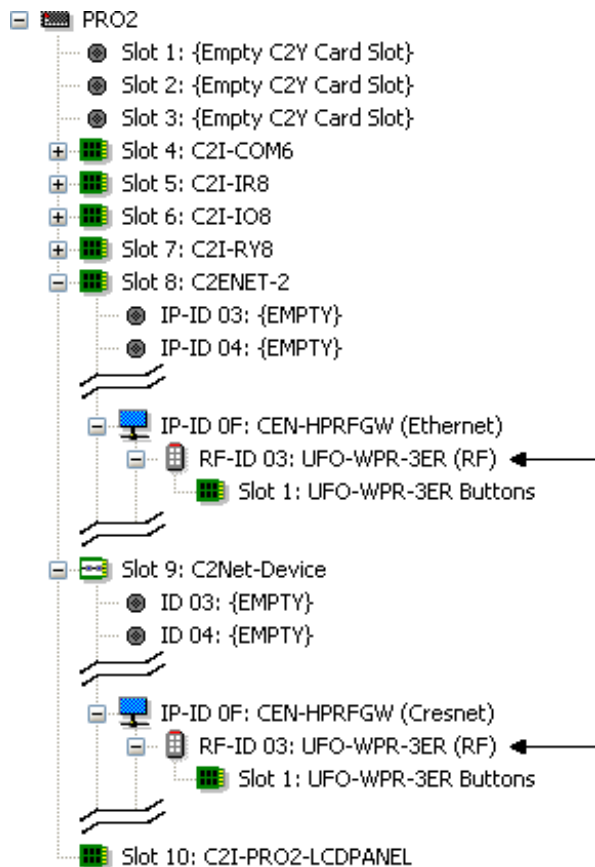 PRO2
Slot 1: {Empty C2Y Card Slot}
Slot 2: {Empty C2Y Card Slot}
Slot 3: {Empty C2Y Card Slot}
Slot 4: C2I-COM6
Slot 5: C2I-IR8
Slot 6: C2I-IO8
Slot 7: C2I-RY8
Slot 8: C2ENET-2
IP-ID 03: {EMPTY}
IP-ID 04: {EMPTY}
IP-ID 0F: CEN-HPRFGW (Ethernet)
RF-ID 03: UFO-WPR-3ER (RF)
Slot 1: UFO-WPR-3ER Buttons
Slot 9: C2Net-Device
ID 03: {EMPTY}
ID 04: {EMPTY}
IP-ID 0F: CEN-HPRFGW (Cresnet)
RF-ID 03: UFO-WPR-3ER (RF)
Slot 1: UFO-WPR-3ER Buttons
Slot 10: C2I-PRO2-LCDPANEL